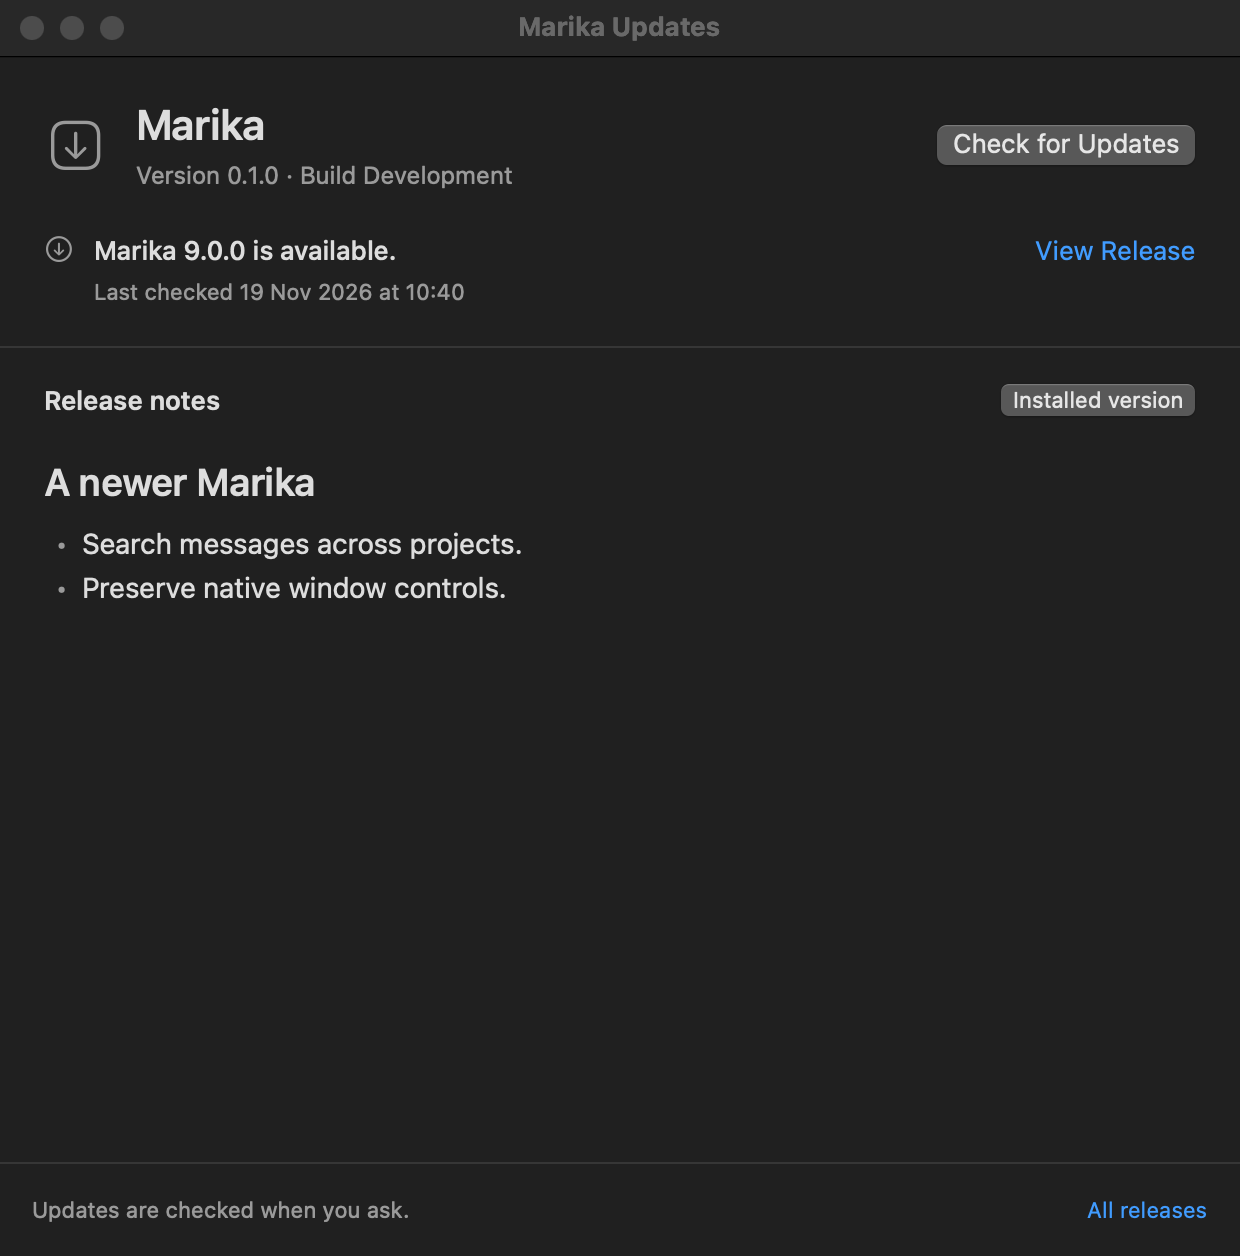 Marika Updates
Marika
Version 0.1.0 · Build Development
Check for Updates
Marika 9.0.0 is available.
View Release
Last checked 19 Nov 2026 at 10:40
Release notes
Installed version
A newer Marika
• Search messages across projects.
• Preserve native window controls.
Updates are checked when you ask.
All releases